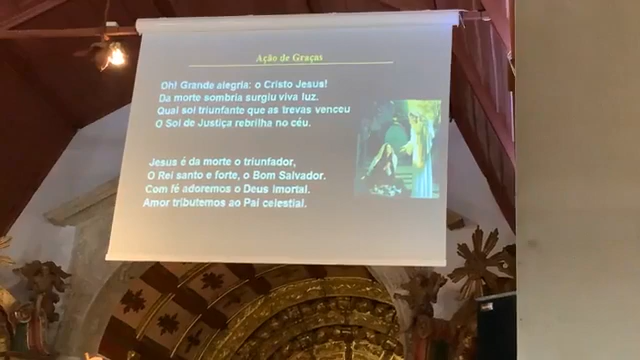 Ação de Graças
Oh! Grande alegria: o Cristo Jesus!
Da morte sombria surgiu viva luz.
Qual sol triunfante que as trevas venceu
O Sol de Justiça rebrilha no céu.
Jesus é da morte o triunfador,
O Rei santo e forte, o Bom Salvador.
Com fé adoremos o Deus Imortal.
Amor tributemos ao Pai celestial.